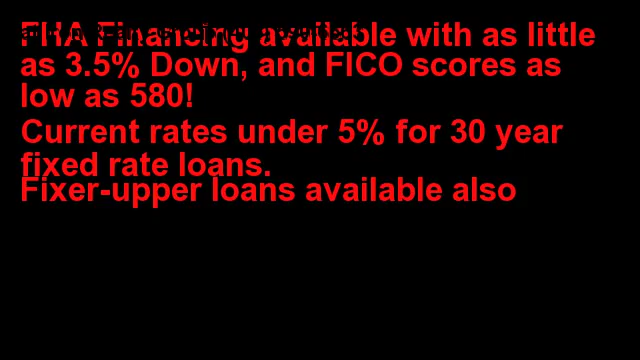 FHA Financing available with as little
as 3.5% Down, and FICO scores as
low as 580!
Current rates under 5% for 30 year
fixed rate loans.
Fixer-upper loans available also